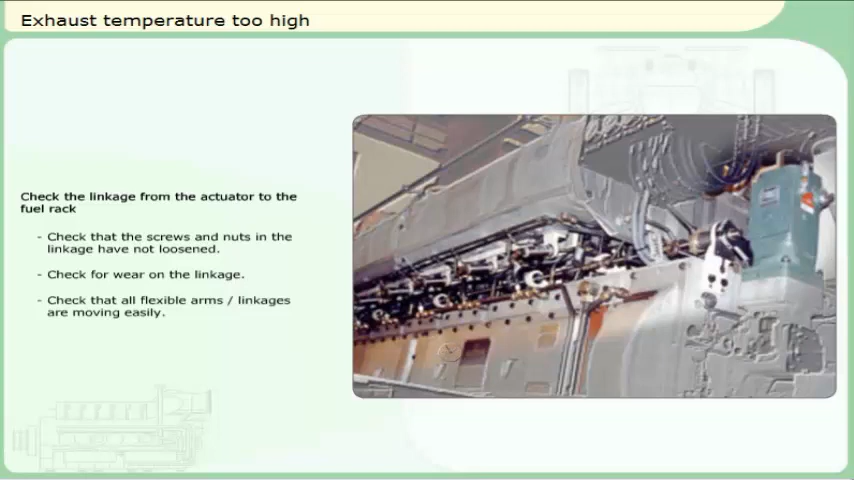 Exhaust temperature too high
Check the linkage from the actuator to the
fuel rack
- Check that the screws and nuts in the
linkage have not loosened.
- Check for wear on the linkage.
- Check that all flexible arms / linkages
are moving easily.